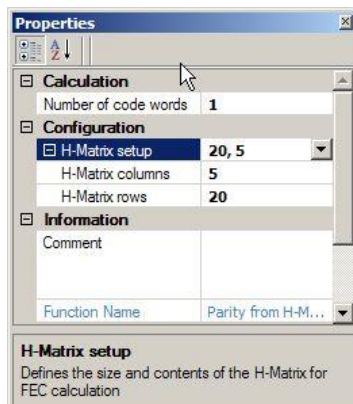 Properties
Calculation
Number of code words 1
Configuration
H-Matrix setup 20, 5
H-Matrix columns 5
H-Matrix rows 20
Information
Comment
Function Name Parity from H-M...
H-Matrix setup
Defines the size and contents of the H-Matrix for
FEC calculation